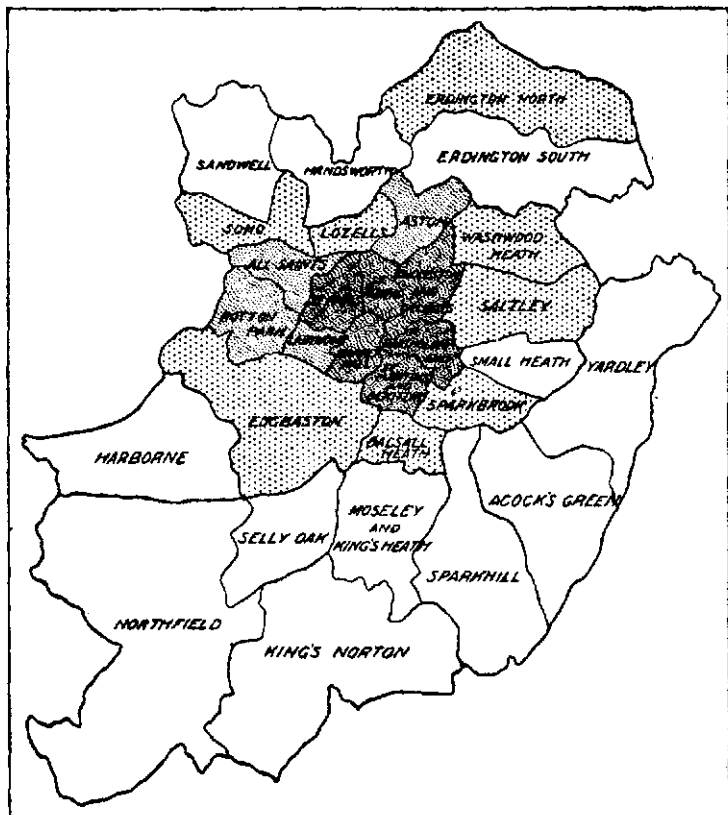 ERDINGTON NORTH
ERDINGTON SOUTH
SANDWELL
HANDSWORTH
ASTON
SOHO
LOZELLS
WASHWOOD
HEATH
ALL SAINTS
ROTTON
PARK
LADYWOOD
SALTLEY
SMALL HEATH
YARDLEY
SPARKBROOK
EDGBASTON
BALSALL
HEATH
HARBORNE
ACOCK'S GREEN
MOSELEY
AND
KING'S HEATH
SELLY OAK
SPARKHILL
NORTHFIELD
KING'S NORTON